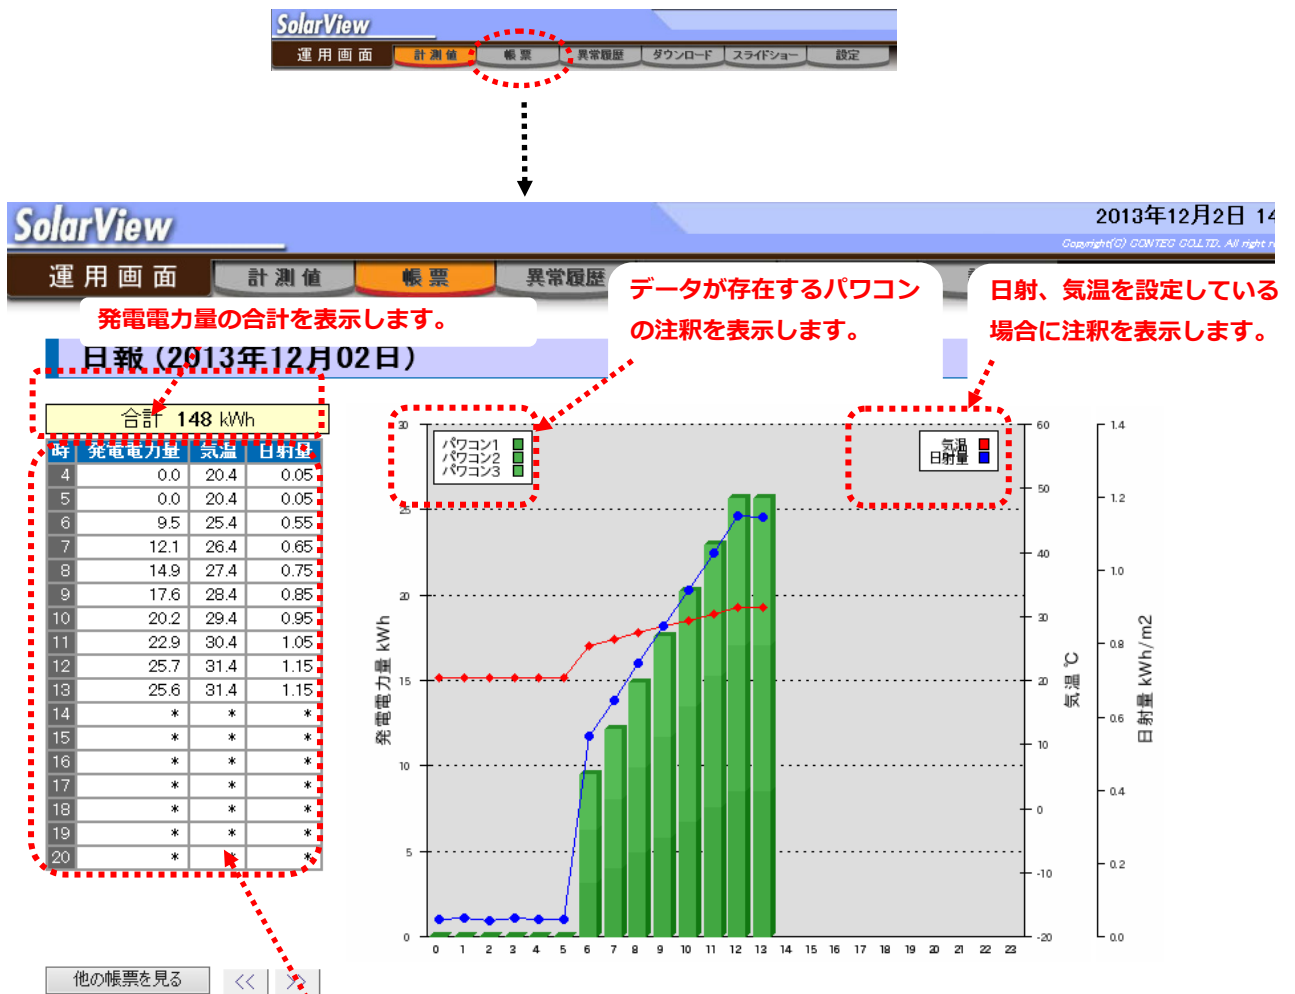 SolarView
運用画面 計測値 帳票 異常履歴 ダウンロード スライドショー 設定
SolarView
2013年12月2日 14
Copyright(C) CONTEC CO.LTD. All right
運用画面 計測値 帳票 異常履歴
発電電力量の合計を表示します。
データが存在するパワコン
の注釈を表示します。
日射、気温を設定している
場合に注釈を表示します。
日報 (2013年12月02日)
合計 148 kWh
時 発電電力量 気温 日射量
4 0.0 20.4 0.05
5 0.0 20.4 0.05
6 9.5 25.4 0.55
7 12.1 26.4 0.65
8 14.9 27.4 0.75
9 17.6 28.4 0.85
10 20.2 29.4 0.95
11 22.9 30.4 1.05
12 25.7 31.4 1.15
13 25.6 31.4 1.15
14 * * *
15 * * *
16 * * *
17 * * *
18 * * *
19 * * *
20 * * *
他の帳票を見る << >>
パワコン1
パワコン2
パワコン3
気温
日射量
発電電力量 kWh
30
25
20
15
10
5
0
0 1 2 3 4 5 6 7 8 9 10 11 12 13 14 15 16 17 18 19 20 21 22 23
60
50
40
30
20
10
0
-10
-20
気温 ℃
1.4
1.2
1.0
0.8
0.6
0.4
0.2
0.0
日射量 kWh/m2